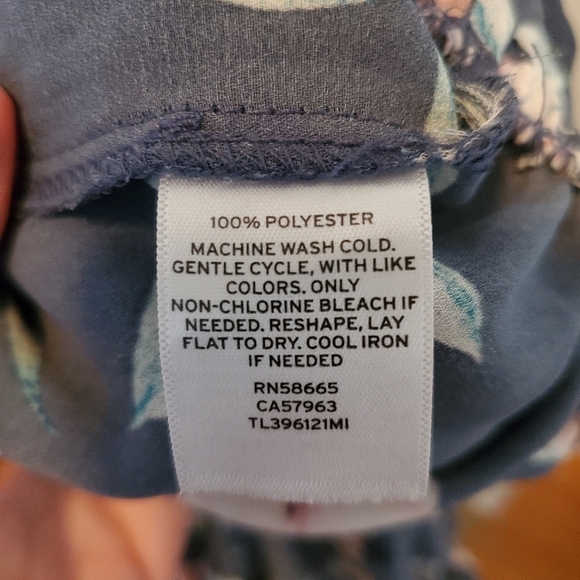 100% POLYESTER
MACHINE WASH COLD.
GENTLE CYCLE, WITH LIKE
COLORS. ONLY
NON-CHLORINE BLEACH IF
NEEDED. RESHAPE, LAY
FLAT TO DRY. COOL IRON
IF NEEDED
RN58665
CA57963
TL396121MI